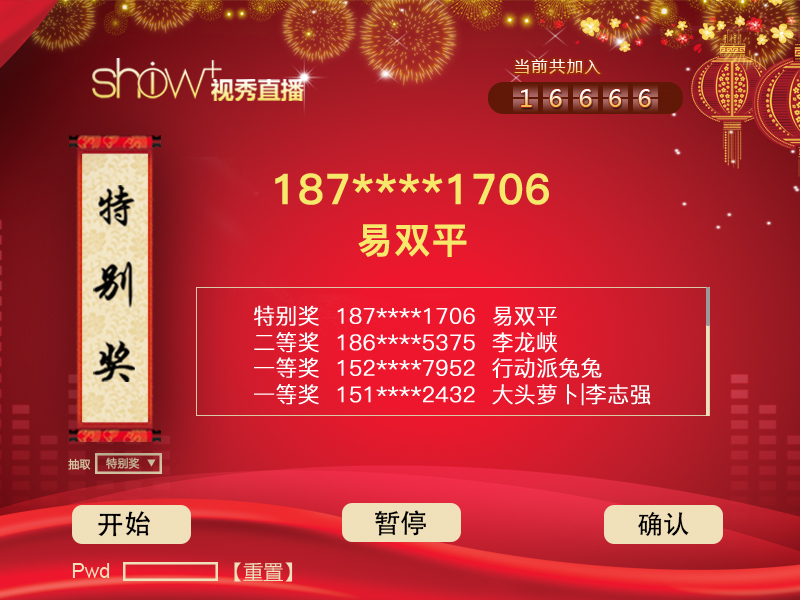 show+视秀直播
当前共加入
16666
特别奖
187****1706
易双平
特别奖 187****1706 易双平
二等奖 186****5375 李龙峡
一等奖 152****7952 行动派兔兔
一等奖 151****2432 大头萝卜|李志强
抽取 特别奖
开始 暂停 确认
Pwd 【重置】